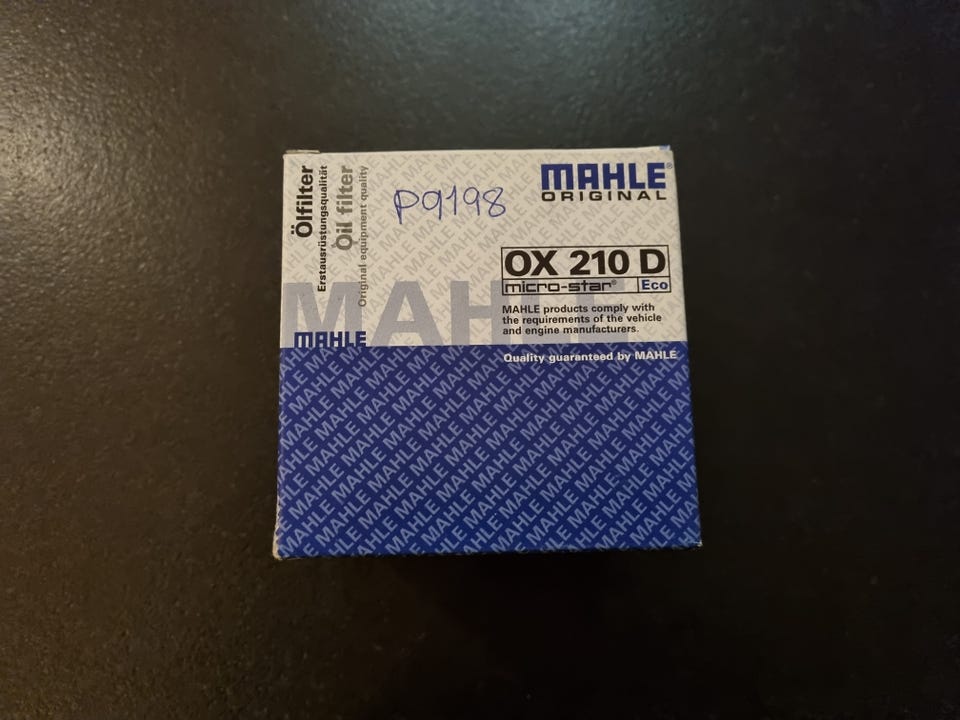 Ölfilter
Erstausrüstungsqualität
Oil filter
Original equipment quality
MAHLE
P9198
MAHLE®
ORIGINAL
OX 210 D
micro-star® Eco
MAHLE products comply with
the requirements of the vehicle
and engine manufacturers.
Quality guaranteed by MAHLE
MAHLE